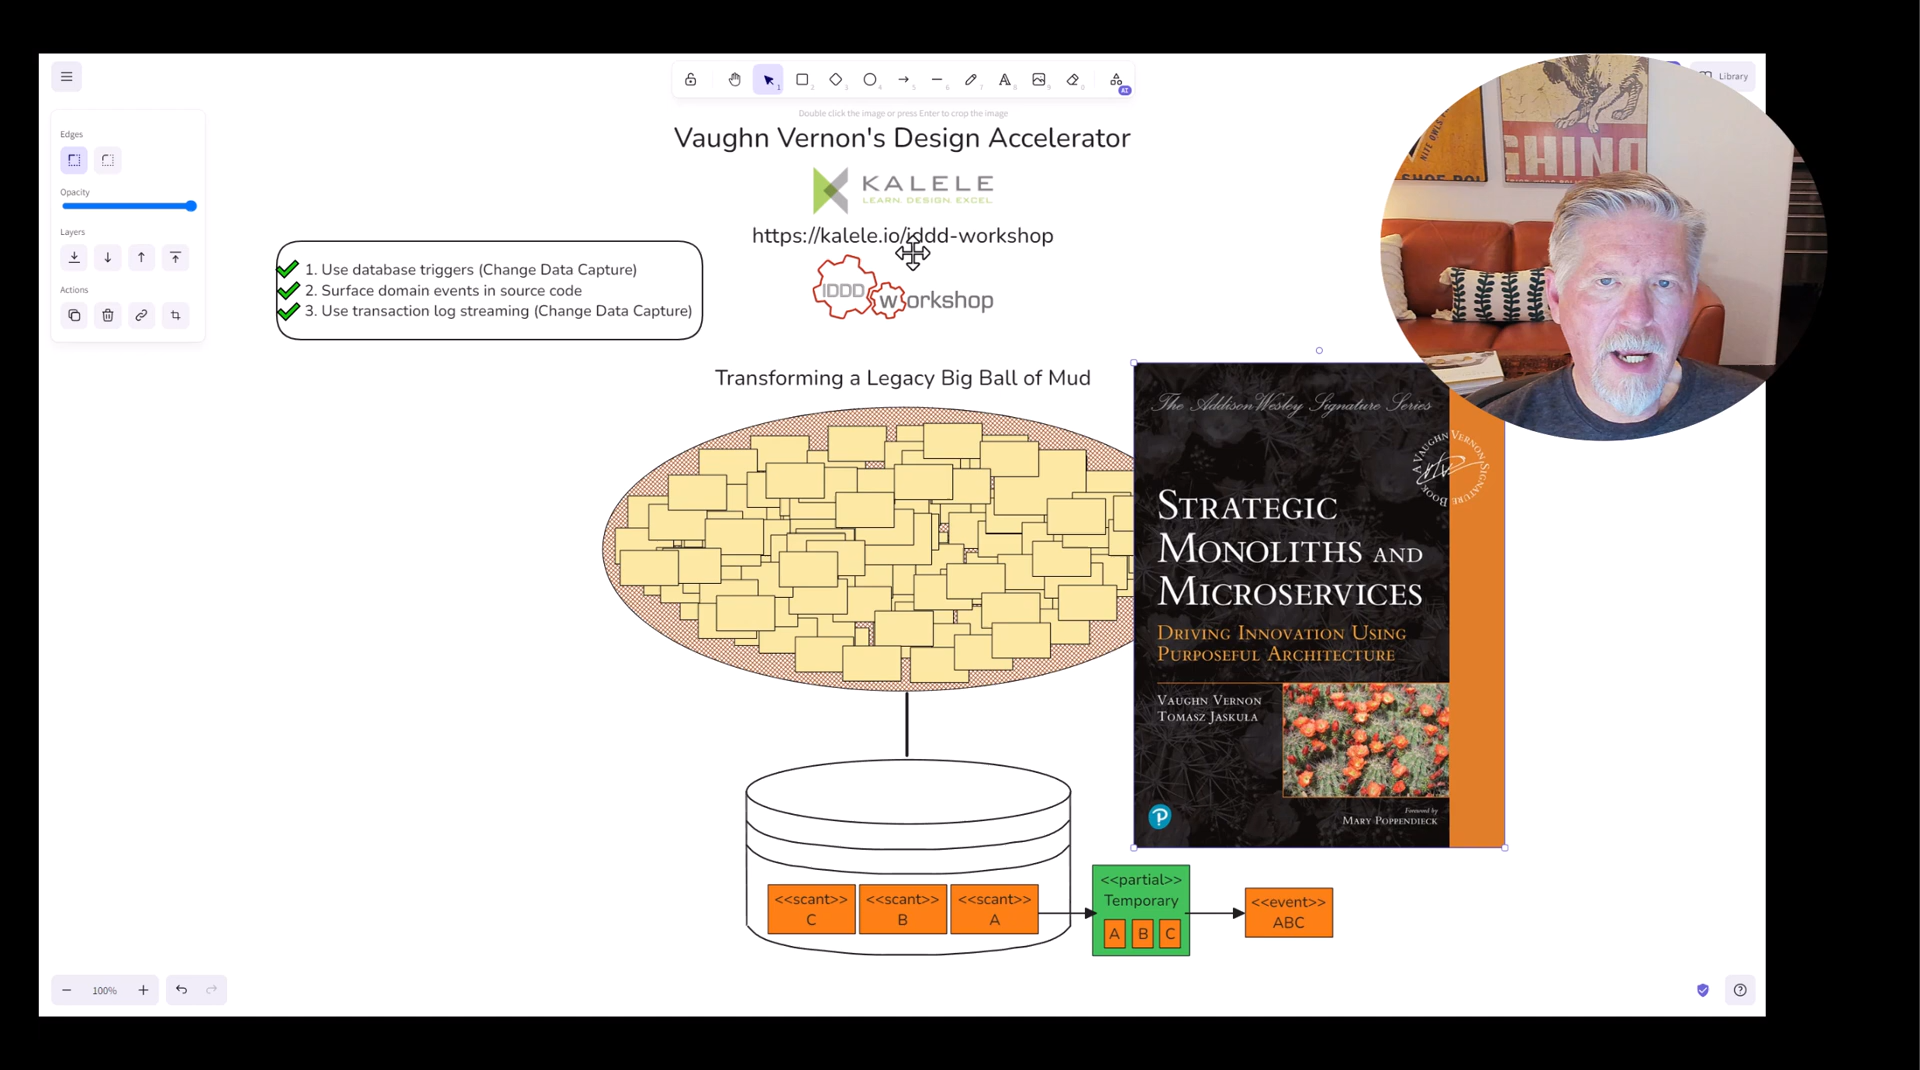 Library
Double click the image or press Enter to crop the image
Vaughn Vernon's Design Accelerator
KALELE
LEARN. DESIGN. EXCEL
https://kalele.io/iddd-workshop
IDDD workshop
Edges
Opacity
Layers
Actions
1. Use database triggers (Change Data Capture)
2. Surface domain events in source code
3. Use transaction log streaming (Change Data Capture)
Transforming a Legacy Big Ball of Mud
The Addison Wesley Signature Series
A VAUGHN VERNON SIGNATURE BOOK
STRATEGIC
MONOLITHS AND
MICROSERVICES
DRIVING INNOVATION USING
PURPOSEFUL ARCHITECTURE
VAUGHN VERNON
TOMASZ JASKUŁA
Foreword by
MARY POPPENDIECK
P
<<scant>>
C
<<scant>>
B
<<scant>>
A
<<partial>>
Temporary
A B C
<<event>>
ABC
100%
AI
NITE OWLS
GHINO